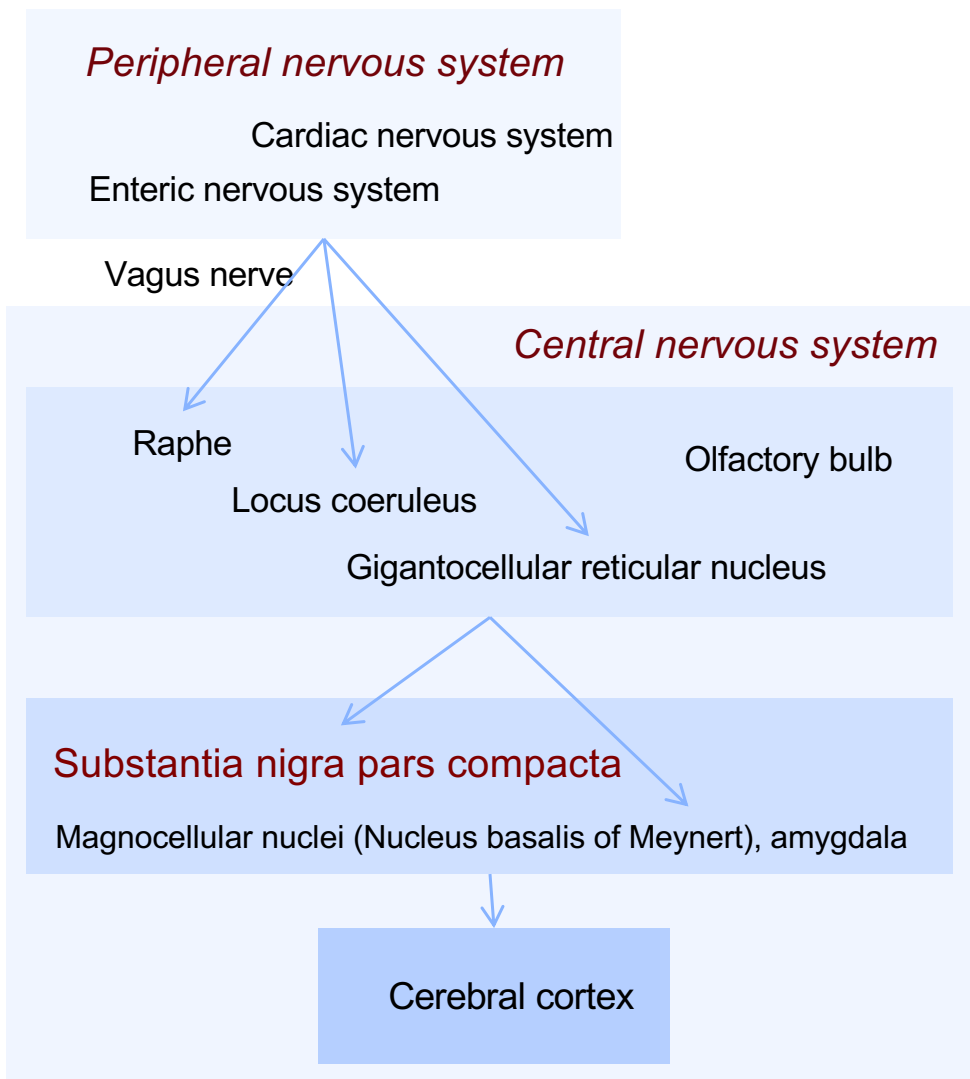 Peripheral nervous system
Cardiac nervous system
Enteric nervous system
Vagus nerve
Central nervous system
Raphe
Olfactory bulb
Locus coeruleus
Gigantocellular reticular nucleus
Substantia nigra pars compacta
Magnocellular nuclei (Nucleus basalis of Meynert), amygdala
Cerebral cortex